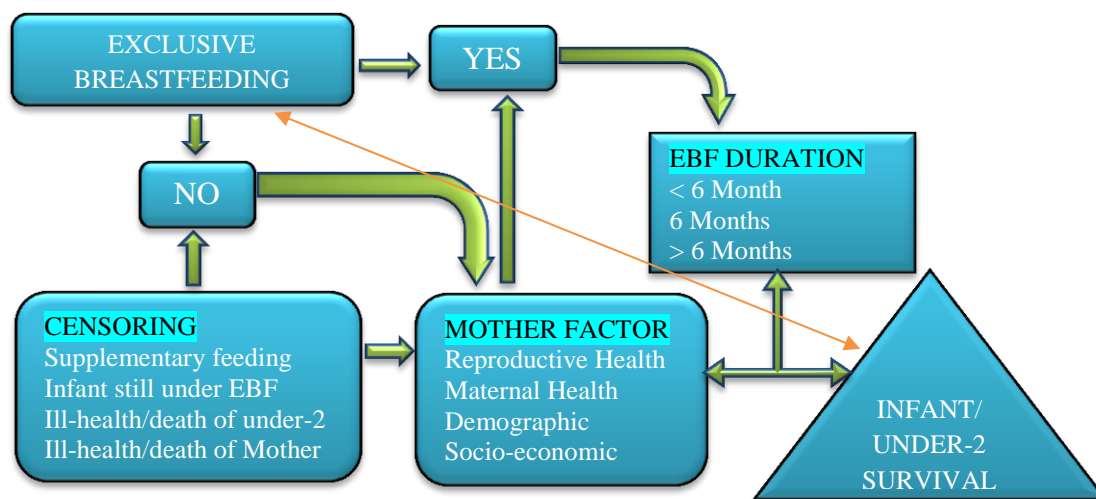 EXCLUSIVE
BREASTFEEDING
YES
NO
EBF DURATION
< 6 Month
6 Months
> 6 Months
CENSORING
Supplementary feeding
Infant still under EBF
Ill-health/death of under-2
Ill-health/death of Mother
MOTHER FACTOR
Reproductive Health
Maternal Health
Demographic
Socio-economic
INFANT/
UNDER-2
SURVIVAL